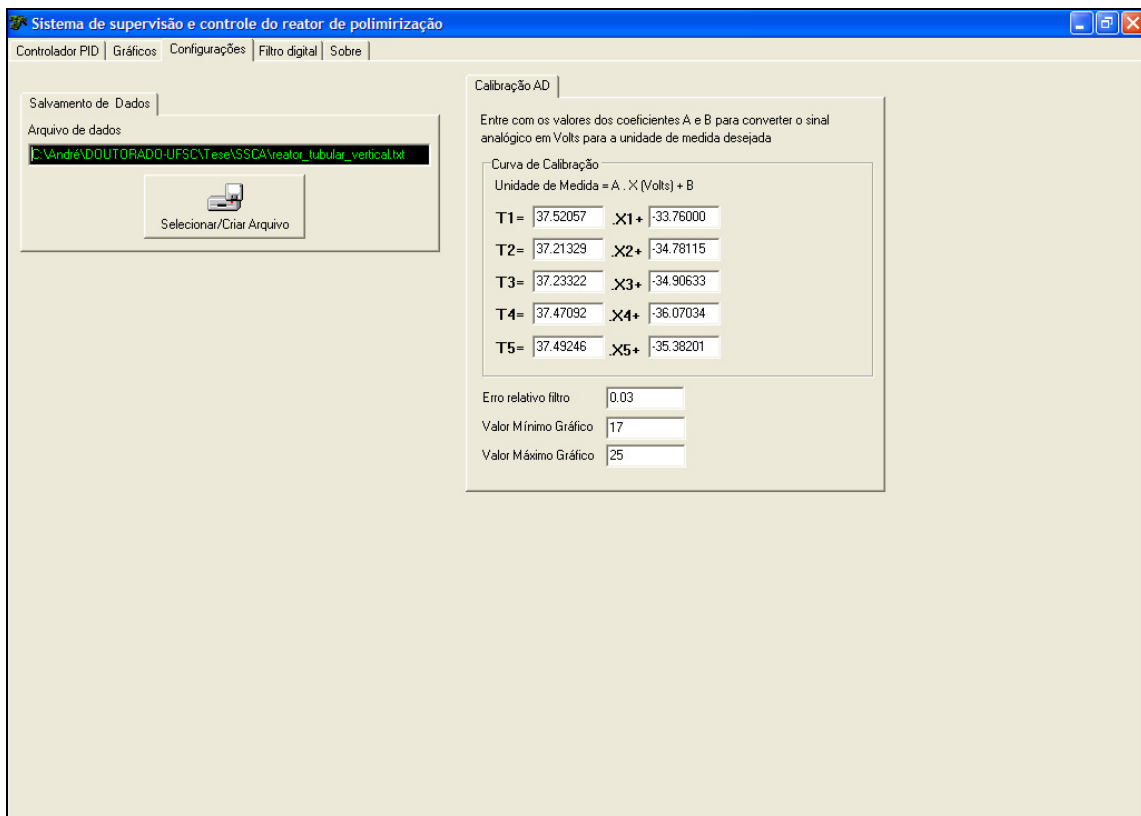 Sistema de supervisão e controle do reator de polimirização
Controlador PID Gráficos Configurações Filtro digital Sobre
Salvamento de Dados
Arquivo de dados
C:\André\DOUTORADO-UFSC\Tese\SSCA\reator_tubular_vertical.txt
Selecionar/Criar Arquivo
Calibração AD
Entre com os valores dos coeficientes A e B para converter o sinal
analógico em Volts para a unidade de medida desejada
Curva de Calibração
Unidade de Medida = A . X (Volts) + B
T1= 37.52057 .X1+ -33.76000
T2= 37.21329 .X2+ -34.78115
T3= 37.23322 .X3+ -34.90633
T4= 37.47092 .X4+ -36.07034
T5= 37.49246 .X5+ -35.38201
Erro relativo filtro 0.03
Valor Mínimo Gráfico 17
Valor Máximo Gráfico 25